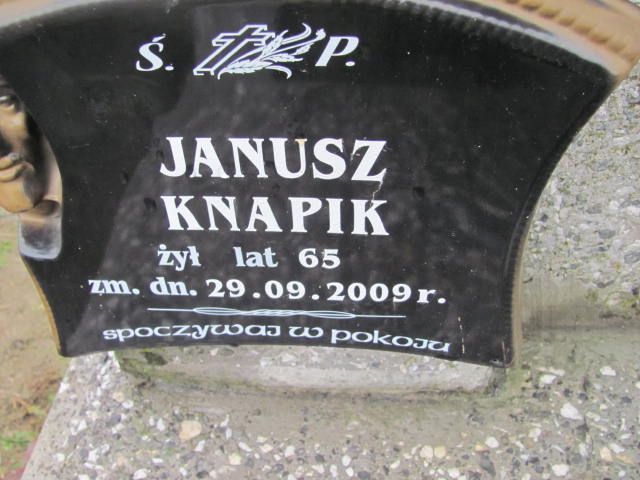 Ś. P.
JANUSZ
KNAPIK
żył lat 65
zm. dn. 29.09.2009 r.
spoczywaj w pokoju